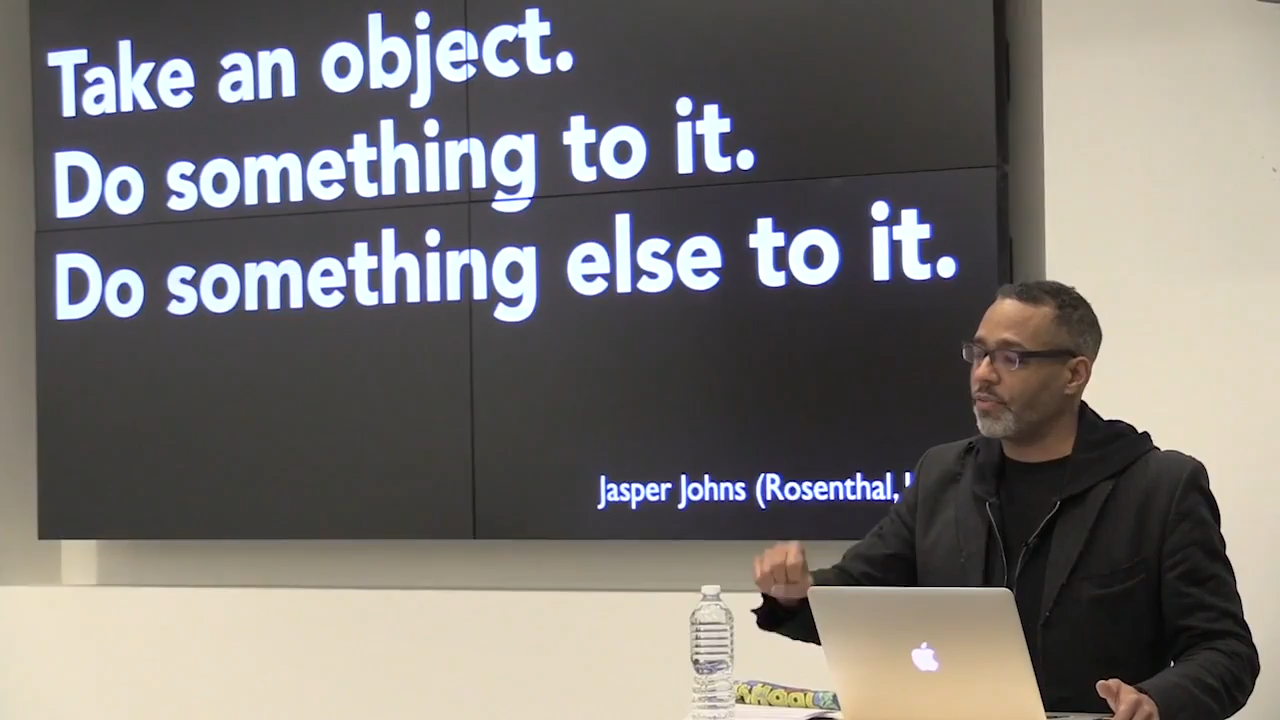 Take an object.
Do something to it.
Do something else to it.
Jasper Johns (Rosenthal,